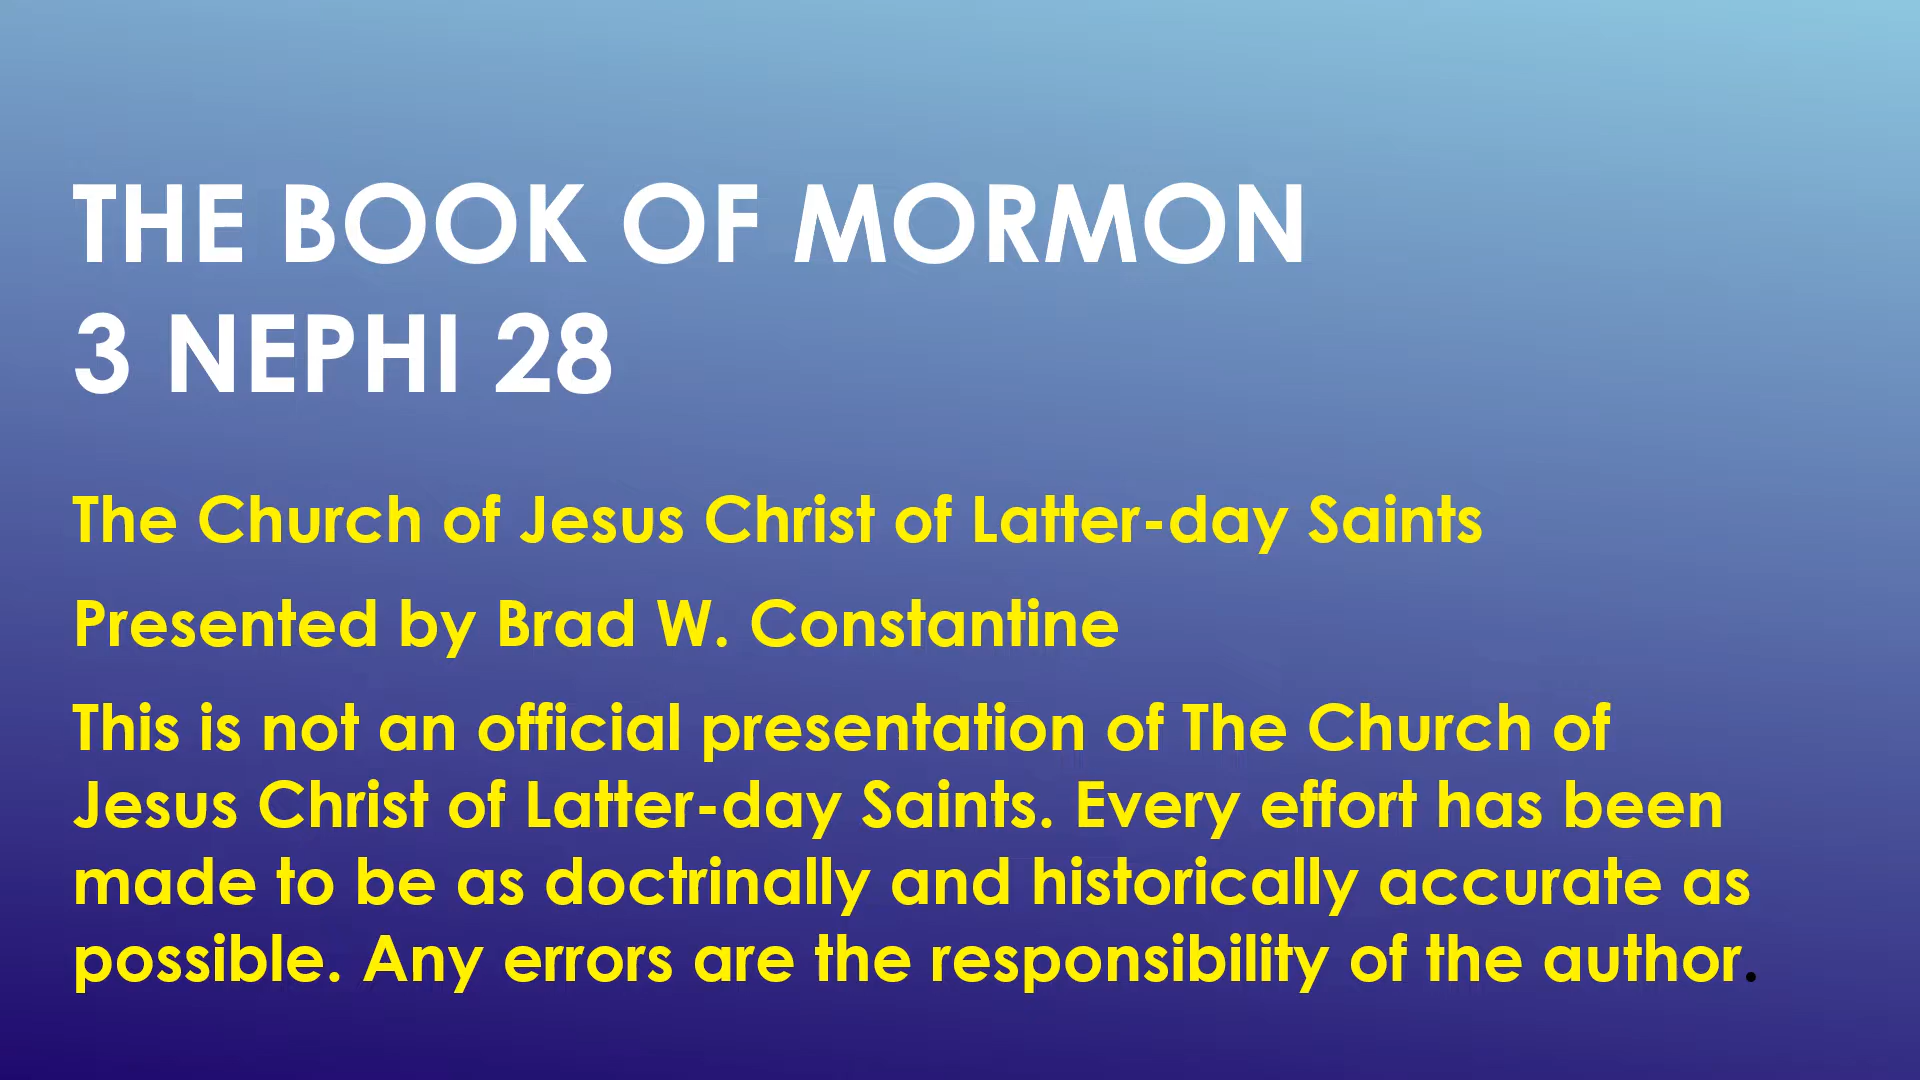 THE BOOK OF MORMON
3 NEPHI 28
The Church of Jesus Christ of Latter-day Saints
Presented by Brad W. Constantine
This is not an official presentation of The Church of
Jesus Christ of Latter-day Saints. Every effort has been
made to be as doctrinally and historically accurate as
possible. Any errors are the responsibility of the author.